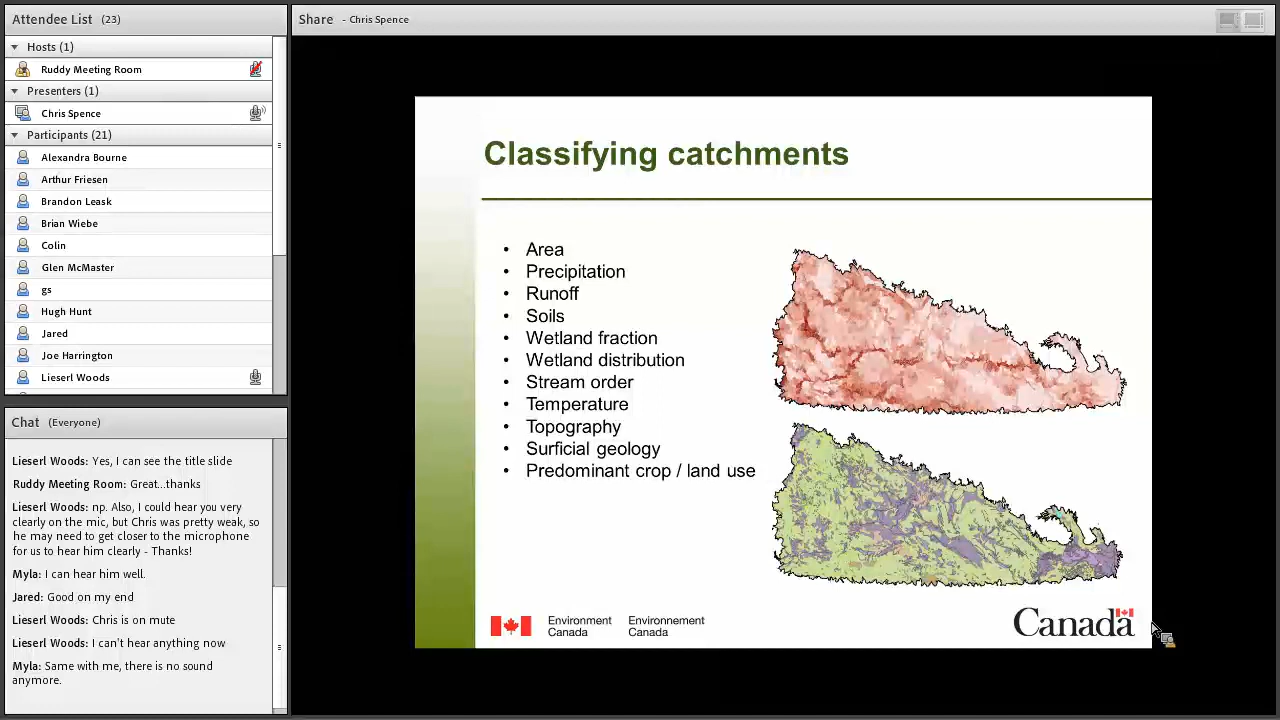 Attendee List (23)
Hosts (1)
Ruddy Meeting Room
Presenters (1)
Chris Spence
Participants (21)
Alexandra Bourne
Arthur Friesen
Brandon Leask
Brian Wiebe
Colin
Glen McMaster
gs
Hugh Hunt
Jared
Joe Harrington
Lieserl Woods
Chat (Everyone)
Lieserl Woods: Yes, I can see the title slide
Ruddy Meeting Room: Great...thanks
Lieserl Woods: np. Also, I could hear you very
clearly on the mic, but Chris was pretty weak, so
he may need to get closer to the microphone
for us to hear him clearly - Thanks!
Myla: I can hear him well.
Jared: Good on my end
Lieserl Woods: Chris is on mute
Lieserl Woods: I can't hear anything now
Myla: Same with me, there is no sound
anymore.
Share - Chris Spence
Classifying catchments
• Area
• Precipitation
• Runoff
• Soils
• Wetland fraction
• Wetland distribution
• Stream order
• Temperature
• Topography
• Surficial geology
• Predominant crop / land use
Environment
Canada
Environnement
Canada
Canada